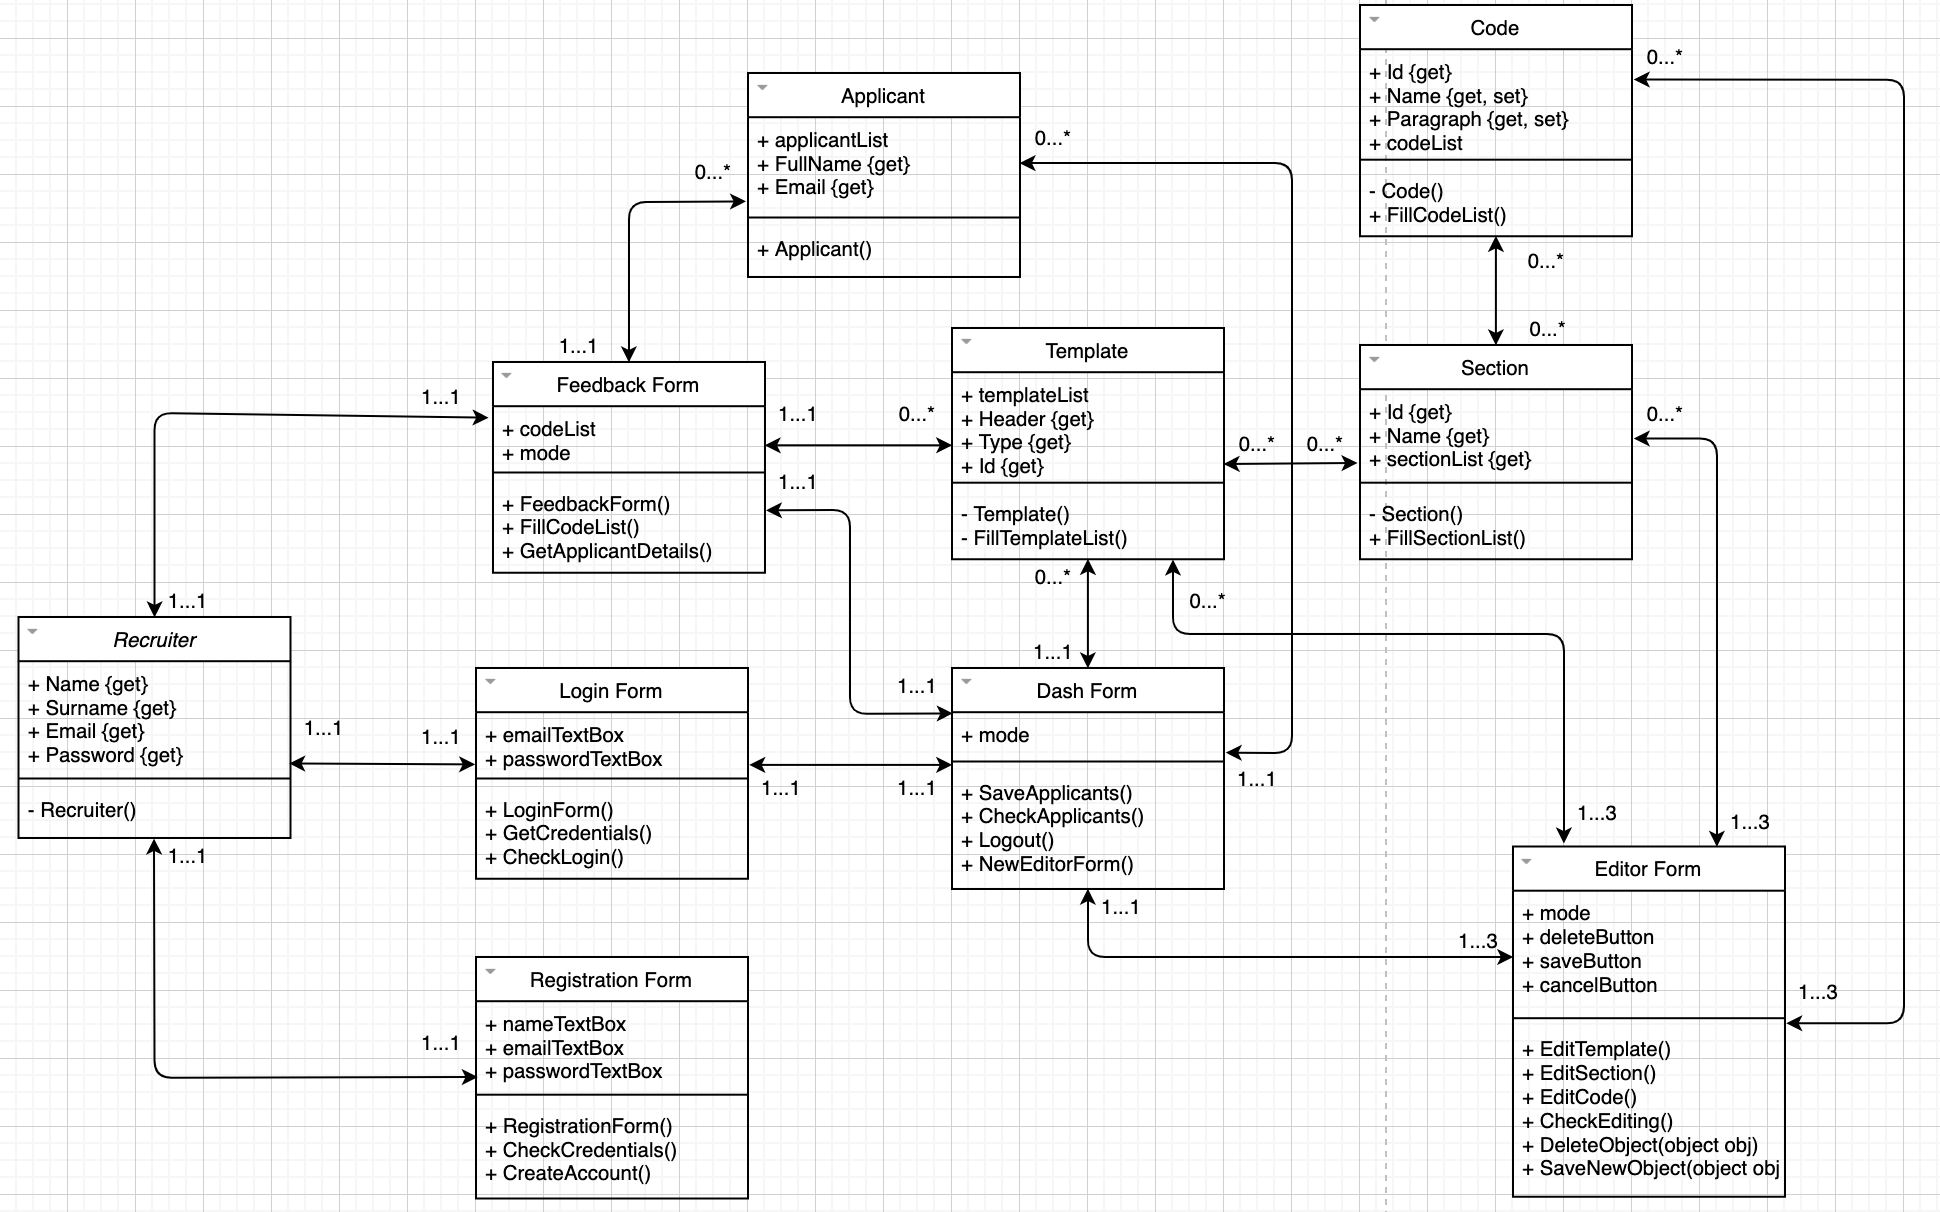 Code
+ Id {get}
+ Name {get, set}
+ Paragraph {get, set}
+ codeList
- Code()
+ FillCodeList()
0...*
0...*
Applicant
+ applicantList
+ FullName {get}
+ Email {get}
+ Applicant()
0...*
0...*
1...1
Feedback Form
+ codeList
+ mode
+ FeedbackForm()
+ FillCodeList()
+ GetApplicantDetails()
1...1
1...1
0...*
1...1
Template
+ templateList
+ Header {get}
+ Type {get}
+ Id {get}
- Template()
- FillTemplateList()
0...*
0...*
0...*
0...*
0...*
Section
+ Id {get}
+ Name {get}
+ sectionList {get}
- Section()
+ FillSectionList()
0...*
1...1
Recruiter
+ Name {get}
+ Surname {get}
+ Email {get}
+ Password {get}
- Recruiter()
1...1
1...1
1...1
Login Form
+ emailTextBox
+ passwordTextBox
+ LoginForm()
+ GetCredentials()
+ CheckLogin()
1...1
1...1
1...1
1...1
Dash Form
+ mode
+ SaveApplicants()
+ CheckApplicants()
+ Logout()
+ NewEditorForm()
1...1
1...1
1...3
1...3
1...3
1...3
Editor Form
+ mode
+ deleteButton
+ saveButton
+ cancelButton
+ EditTemplate()
+ EditSection()
+ EditCode()
+ CheckEditing()
+ DeleteObject(object obj)
+ SaveNewObject(object obj
1...1
Registration Form
+ nameTextBox
+ emailTextBox
+ passwordTextBox
+ RegistrationForm()
+ CheckCredentials()
+ CreateAccount()